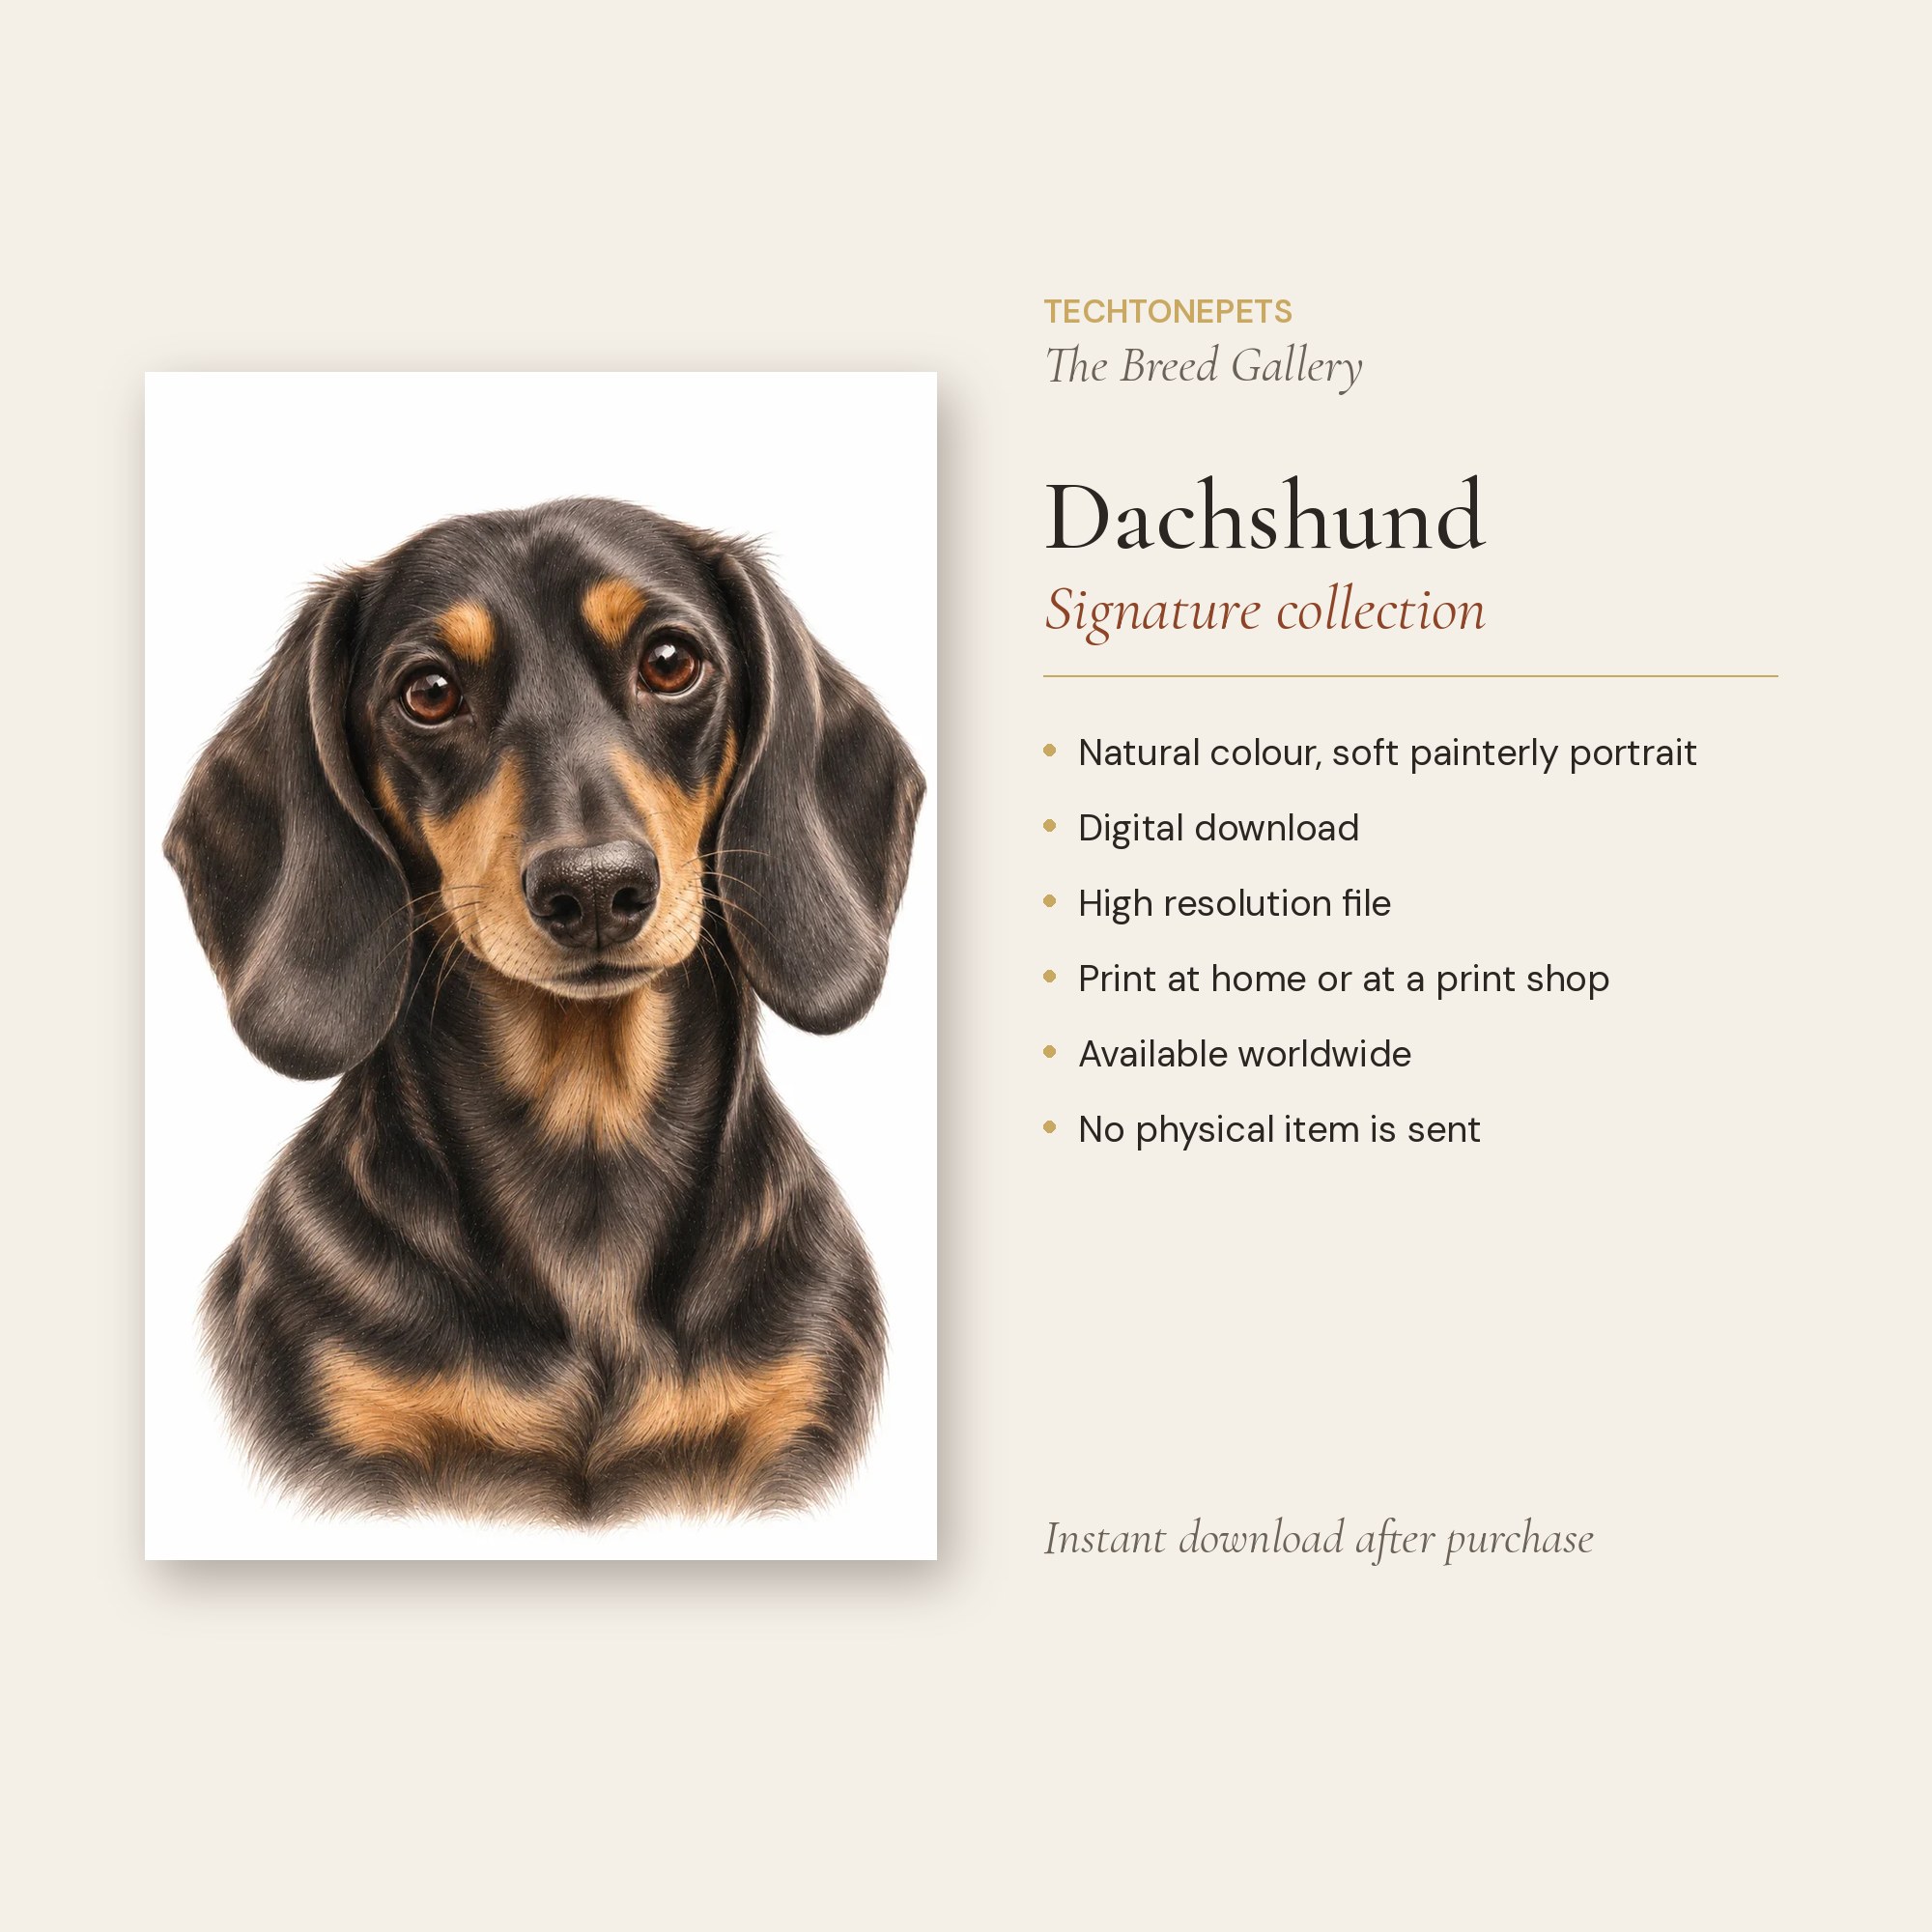 TECHTONEPETS
The Breed Gallery
Dachshund
Signature collection
Natural colour, soft painterly portrait
Digital download
High resolution file
Print at home or at a print shop
Available worldwide
No physical item is sent
Instant download after purchase